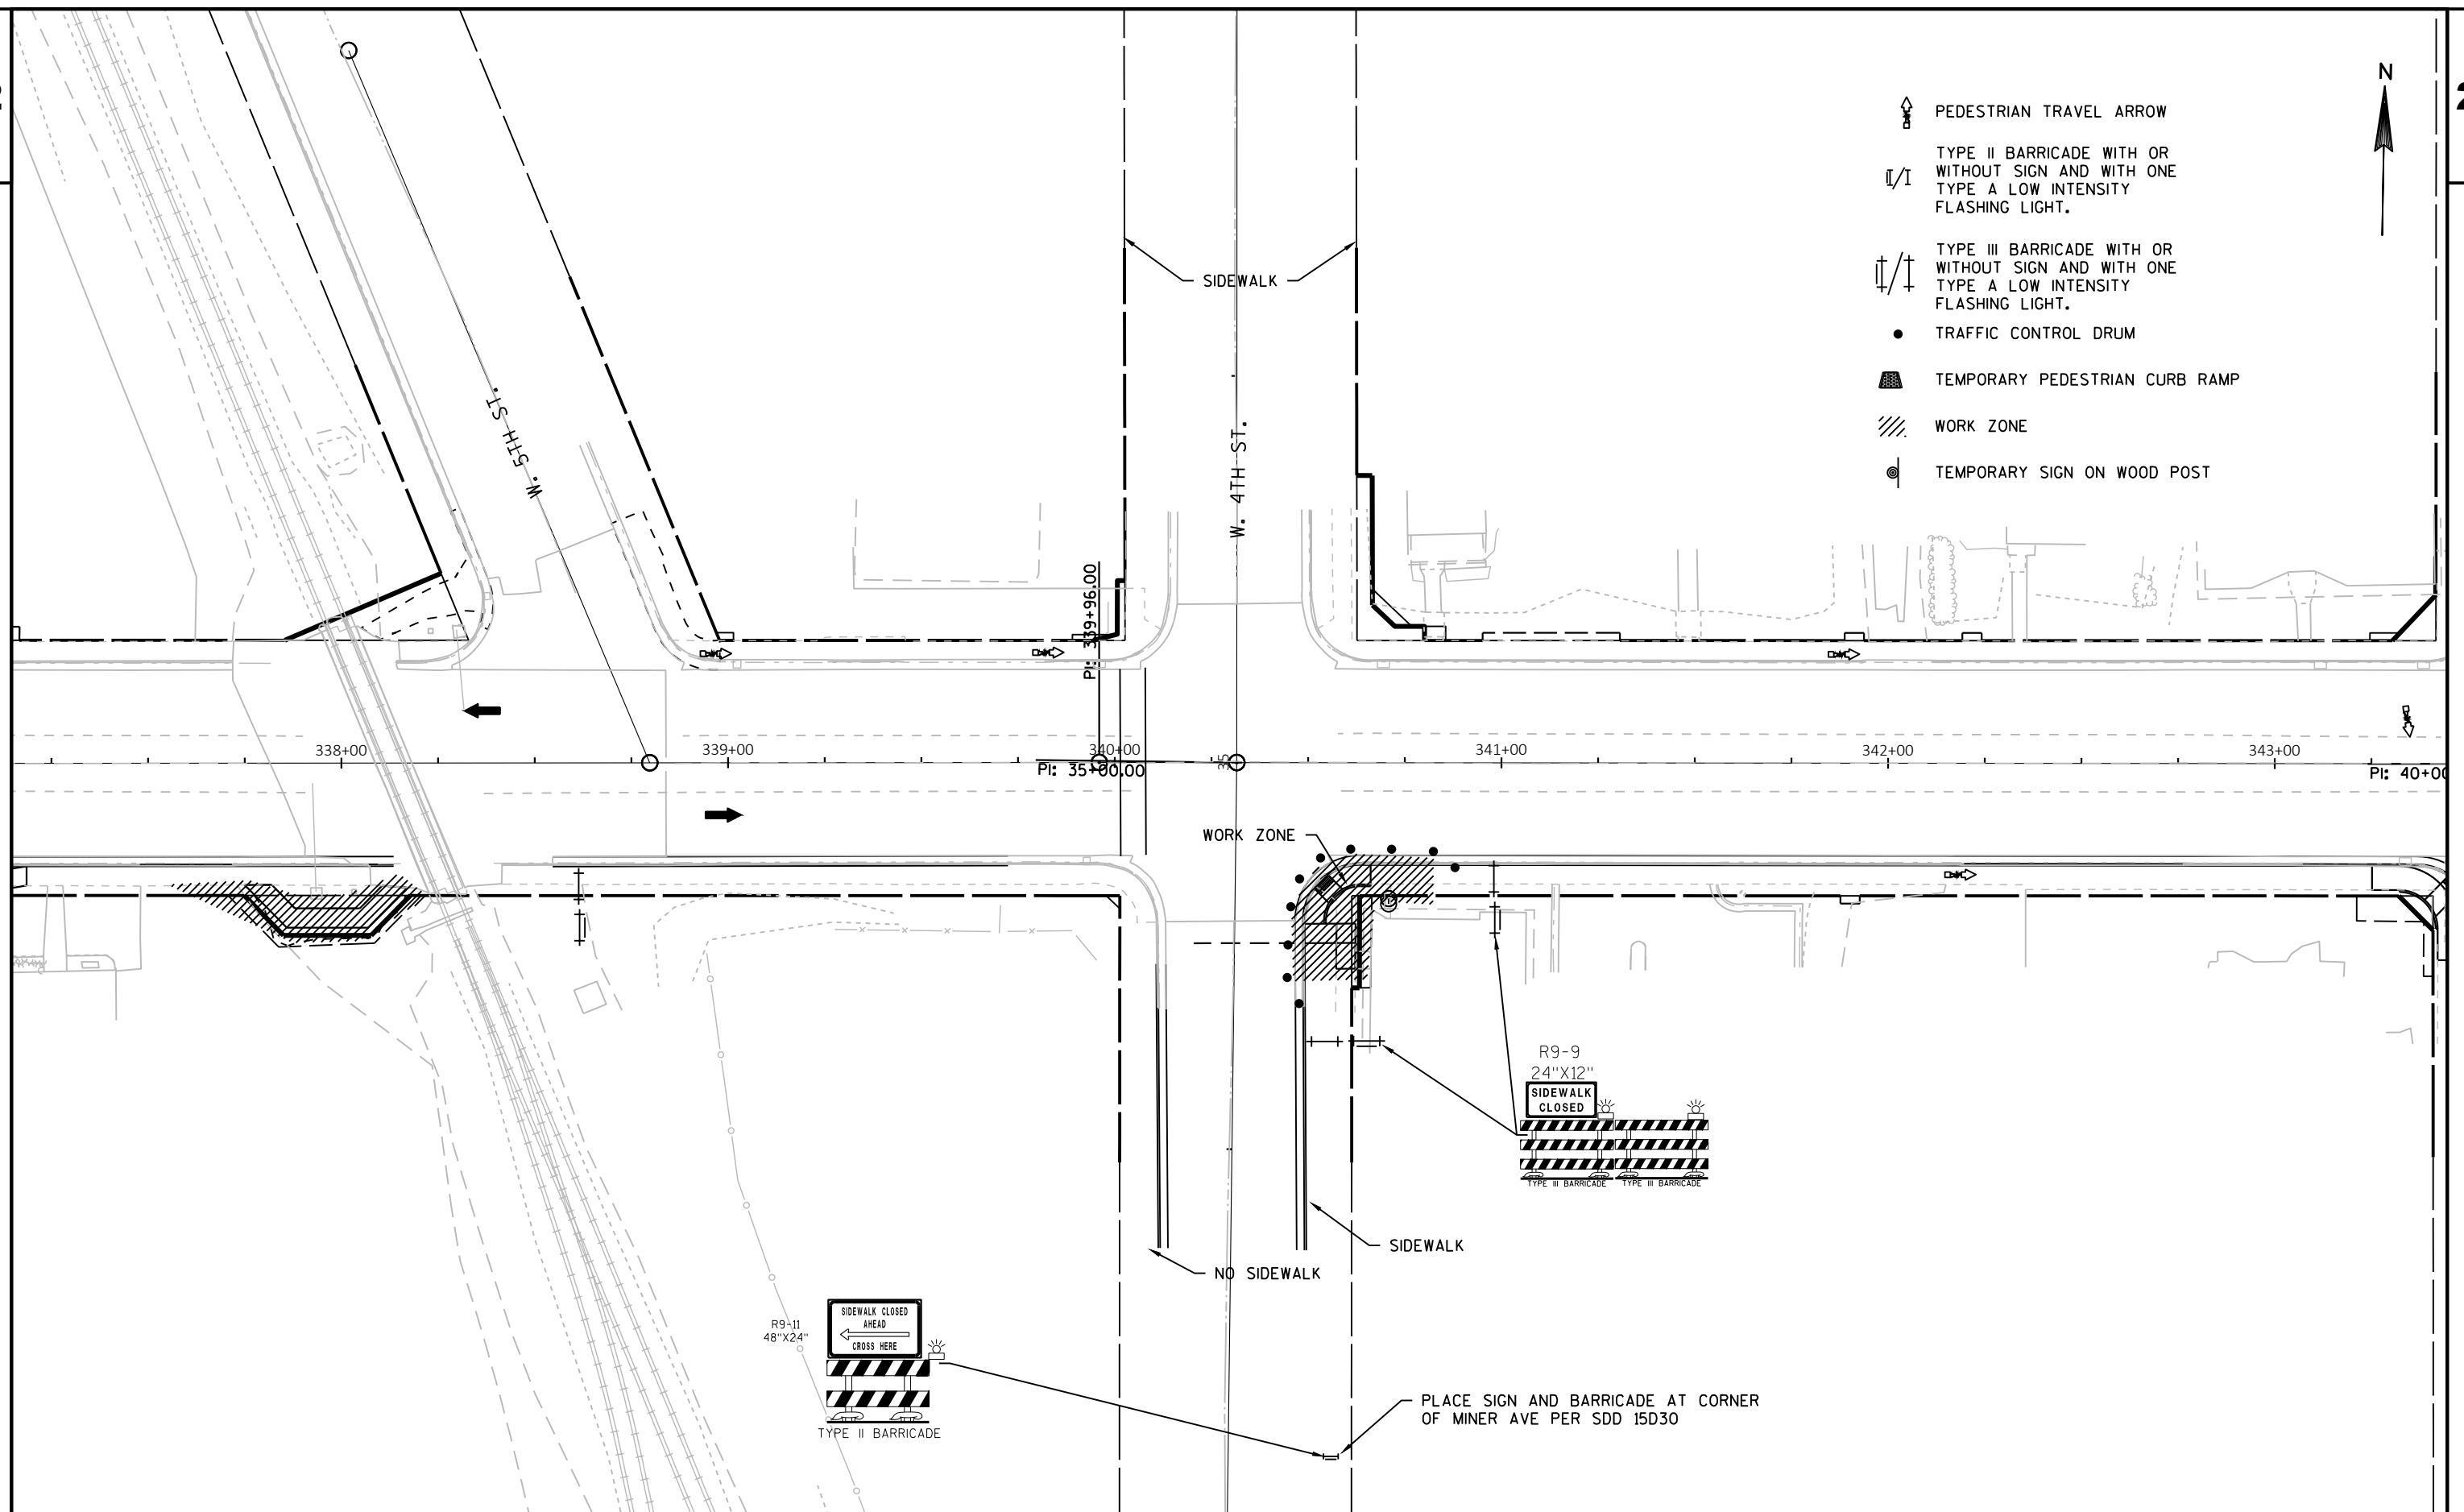 N
PEDESTRIAN TRAVEL ARROW
TYPE II BARRICADE WITH OR
WITHOUT SIGN AND WITH ONE
TYPE A LOW INTENSITY
FLASHING LIGHT.
TYPE III BARRICADE WITH OR
WITHOUT SIGN AND WITH ONE
TYPE A LOW INTENSITY
FLASHING LIGHT.
TRAFFIC CONTROL DRUM
TEMPORARY PEDESTRIAN CURB RAMP
WORK ZONE
TEMPORARY SIGN ON WOOD POST
SIDEWALK
W. 5TH ST.
W. 4TH ST.
PI: 339+96.00
338+00
339+00
340+00
341+00
342+00
343+00
PI: 35+00.00
35
PI: 40+00
WORK ZONE
R9-9
24"X12"
SIDEWALK
CLOSED
TYPE III BARRICADE
TYPE III BARRICADE
SIDEWALK
NO SIDEWALK
R9-11
48"X24"
SIDEWALK CLOSED
AHEAD
CROSS HERE
TYPE II BARRICADE
PLACE SIGN AND BARRICADE AT CORNER
OF MINER AVE PER SDD 15D30